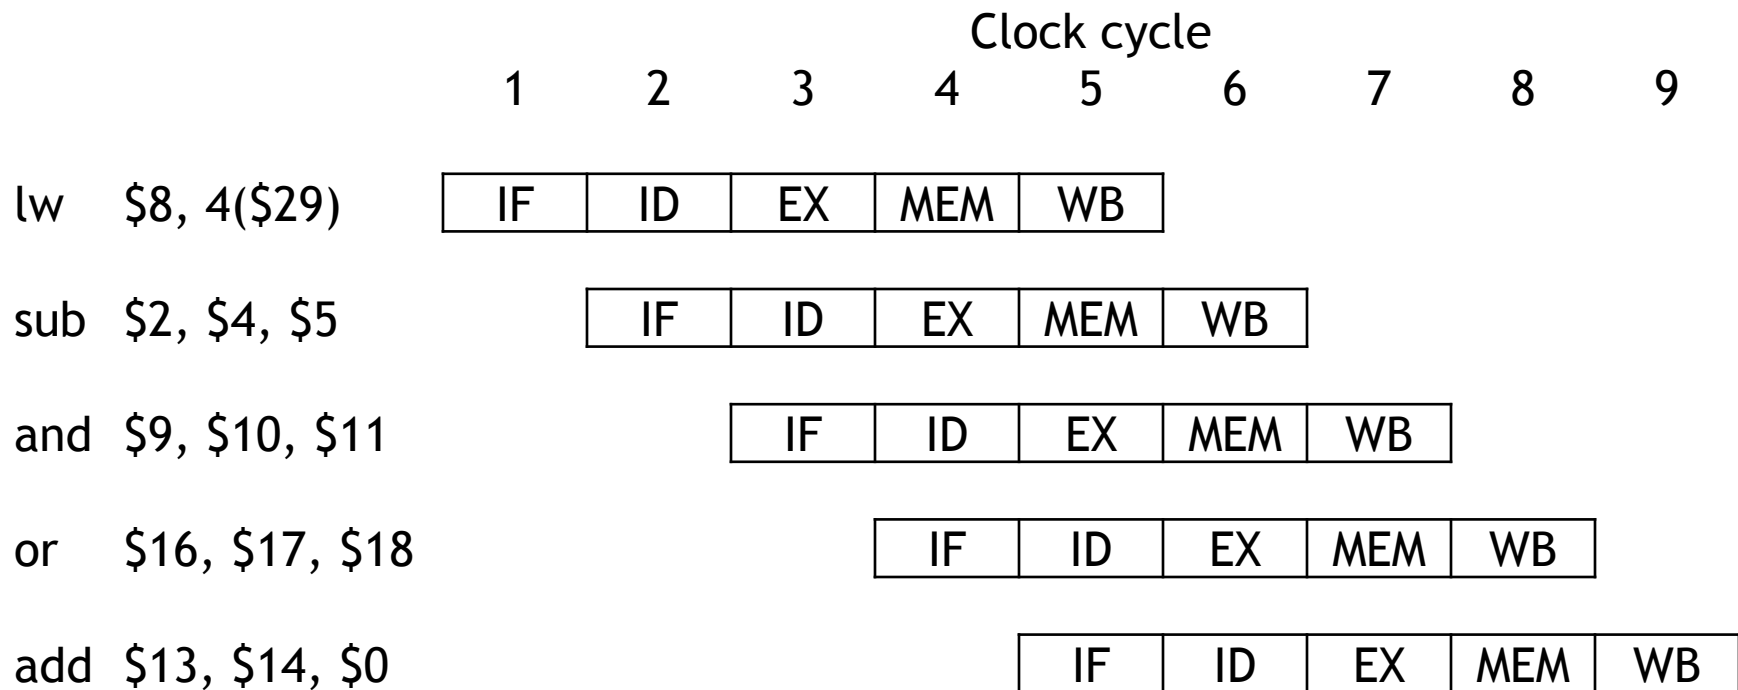 Clock cycle
1 2 3 4 5 6 7 8 9
lw $8, 4($29) IF ID EX MEM WB
sub $2, $4, $5 IF ID EX MEM WB
and $9, $10, $11 IF ID EX MEM WB
or $16, $17, $18 IF ID EX MEM WB
add $13, $14, $0 IF ID EX MEM WB